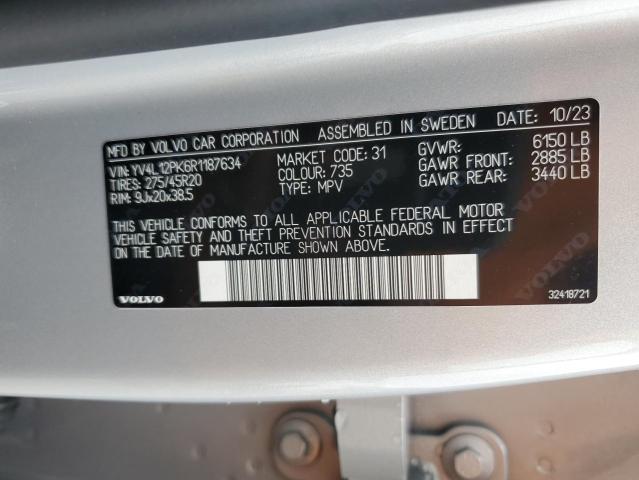 MFD BY VOLVO CAR CORPORATION ASSEMBLED IN SWEDEN DATE: 10/23
VIN: YV4L12PK6R1187634 MARKET CODE: 31 GVWR: 6150 LB
TIRES: 275/45R20 COLOUR: 735 GAWR FRONT: 2885 LB
RIM: 9Jx20x38.5 TYPE: MPV GAWR REAR: 3440 LB
THIS VEHICLE CONFORMS TO ALL APPLICABLE FEDERAL MOTOR
VEHICLE SAFETY AND THEFT PREVENTION STANDARDS IN EFFECT
ON THE DATE OF MANUFACTURE SHOWN ABOVE.
VOLVO 32418721